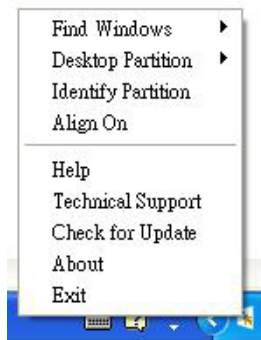 Find Windows
Desktop Partition
Identify Partition
Align On
Help
Technical Support
Check for Update
About
Exit